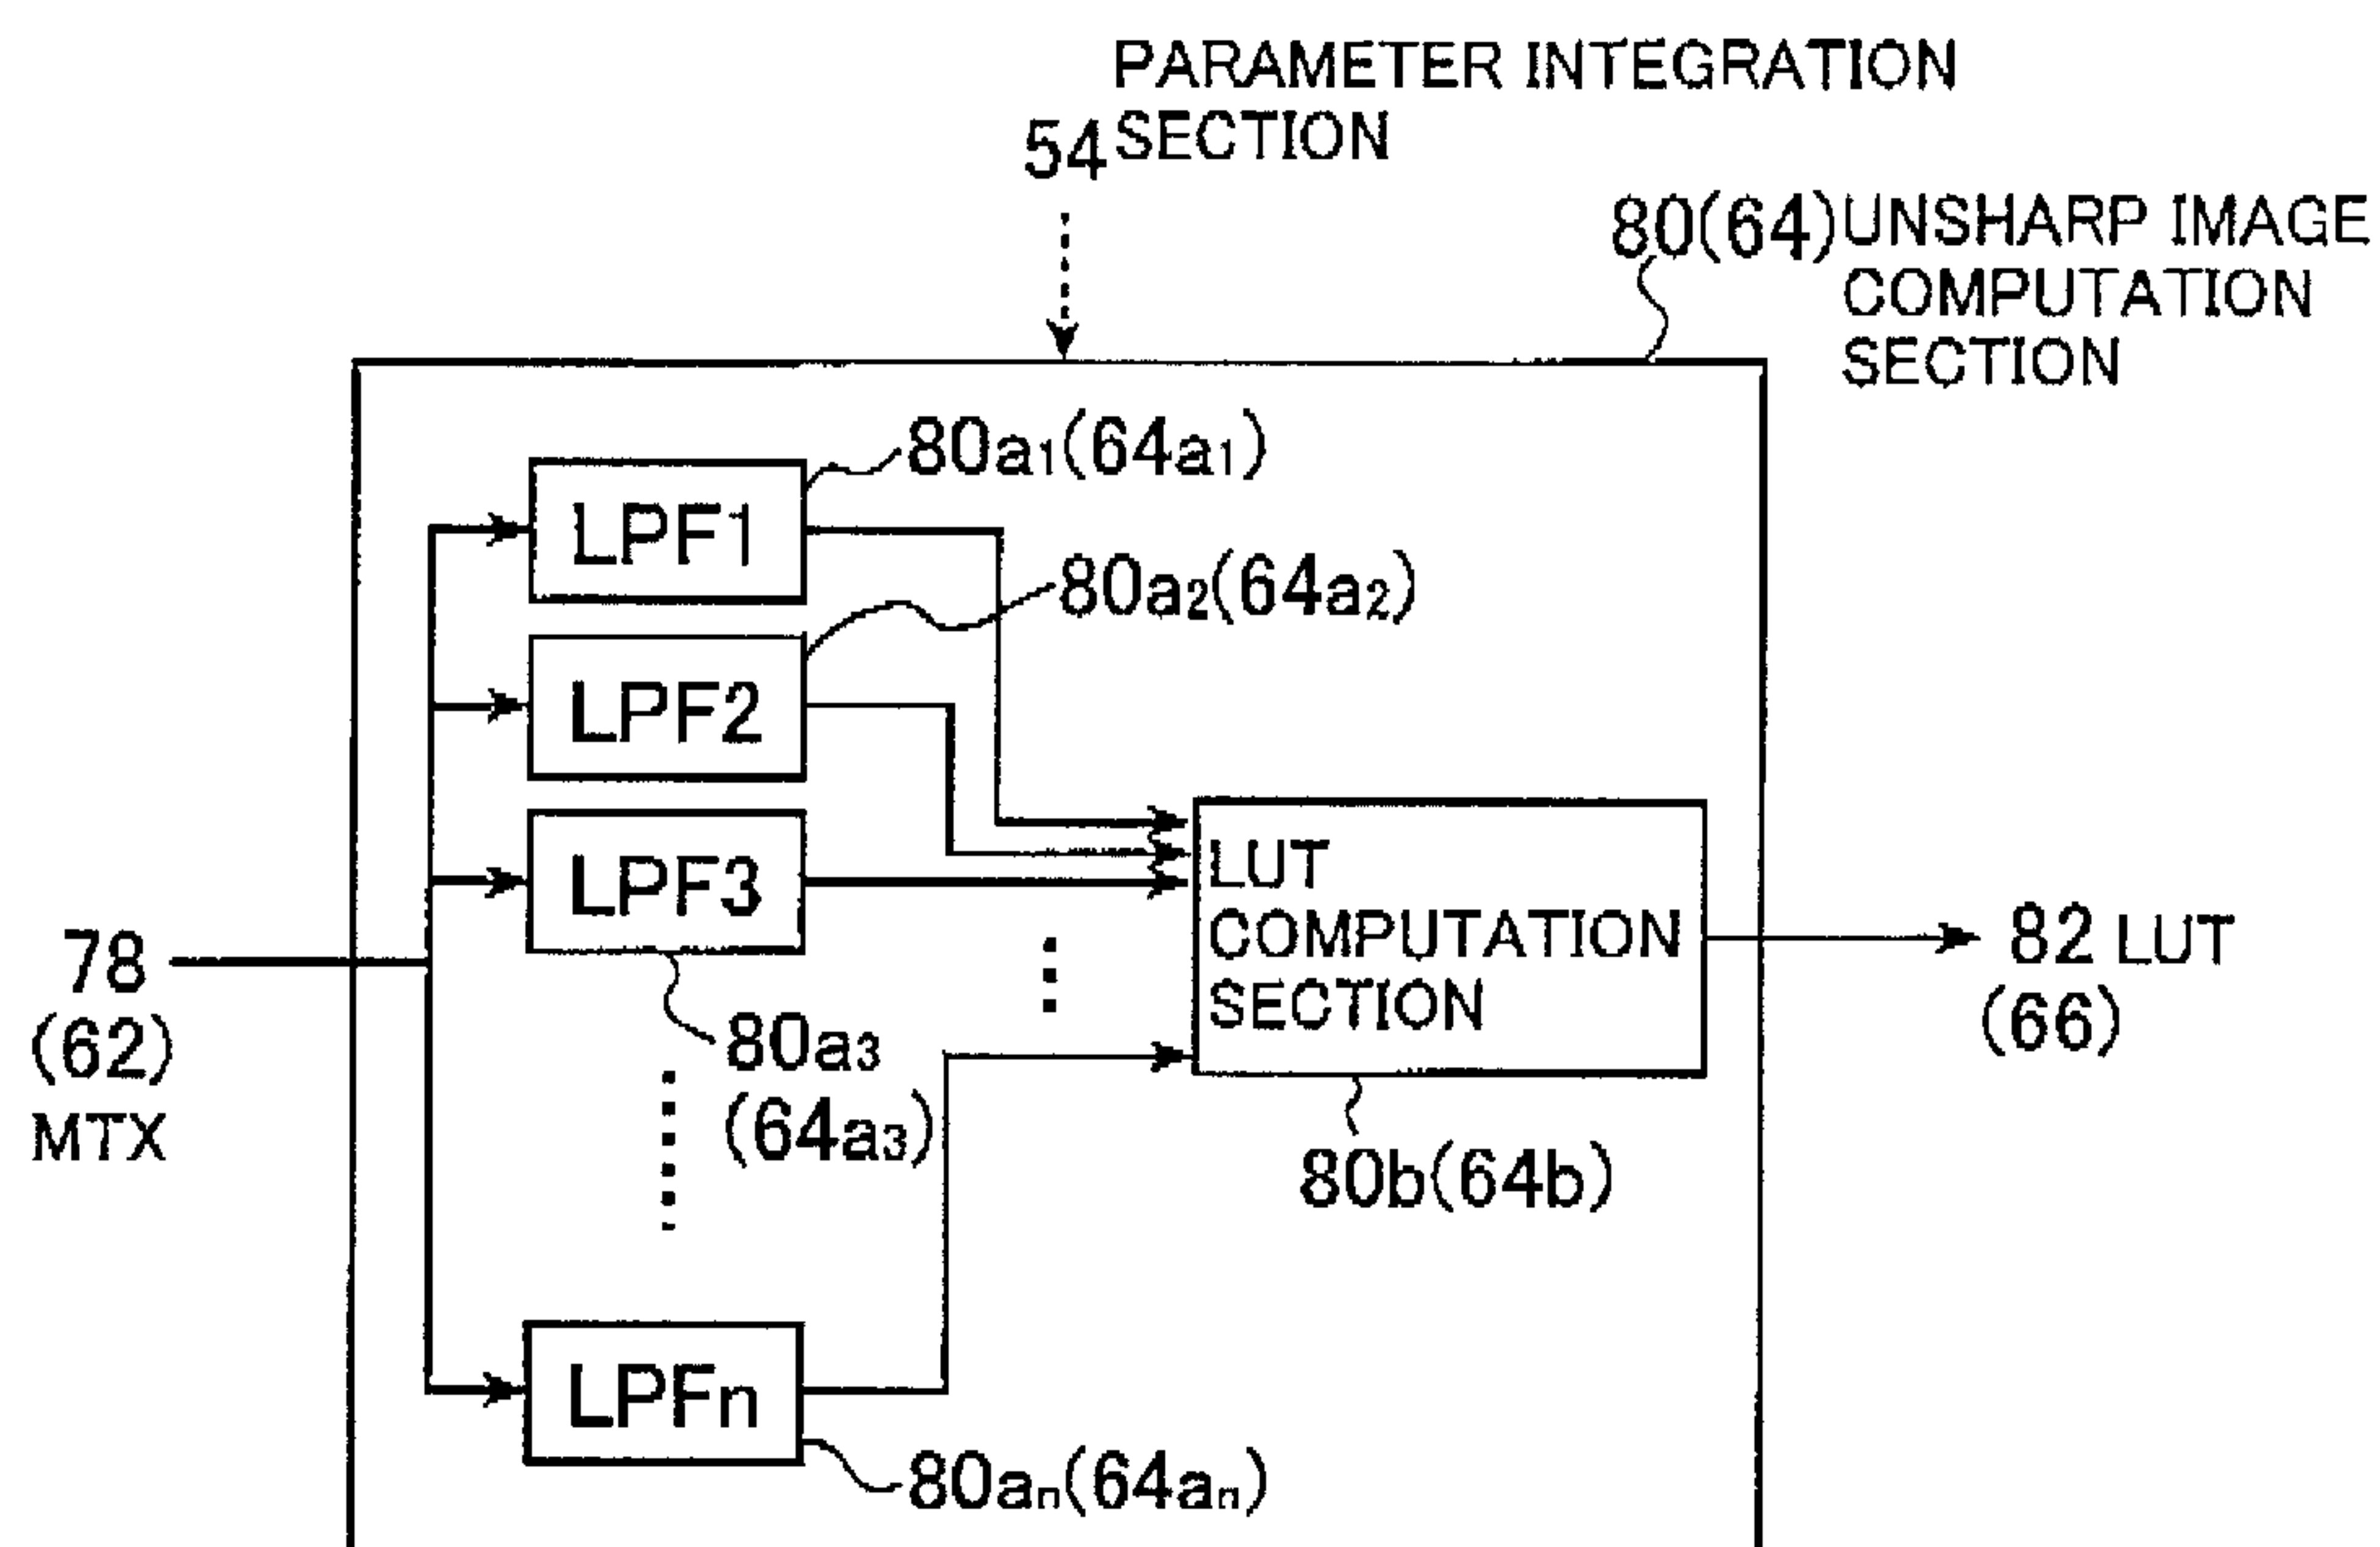 PARAMETER INTEGRATION
54 SECTION
80(64) UNSHARP IMAGE
COMPUTATION
SECTION
80a1(64a1)
LPF1
80a2(64a2)
LPF2
LPF3
LUT
COMPUTATION
SECTION
78
(62)
MTX
82 LUT
(66)
80a3
(64a3)
80b(64b)
LPFn
80an(64an)